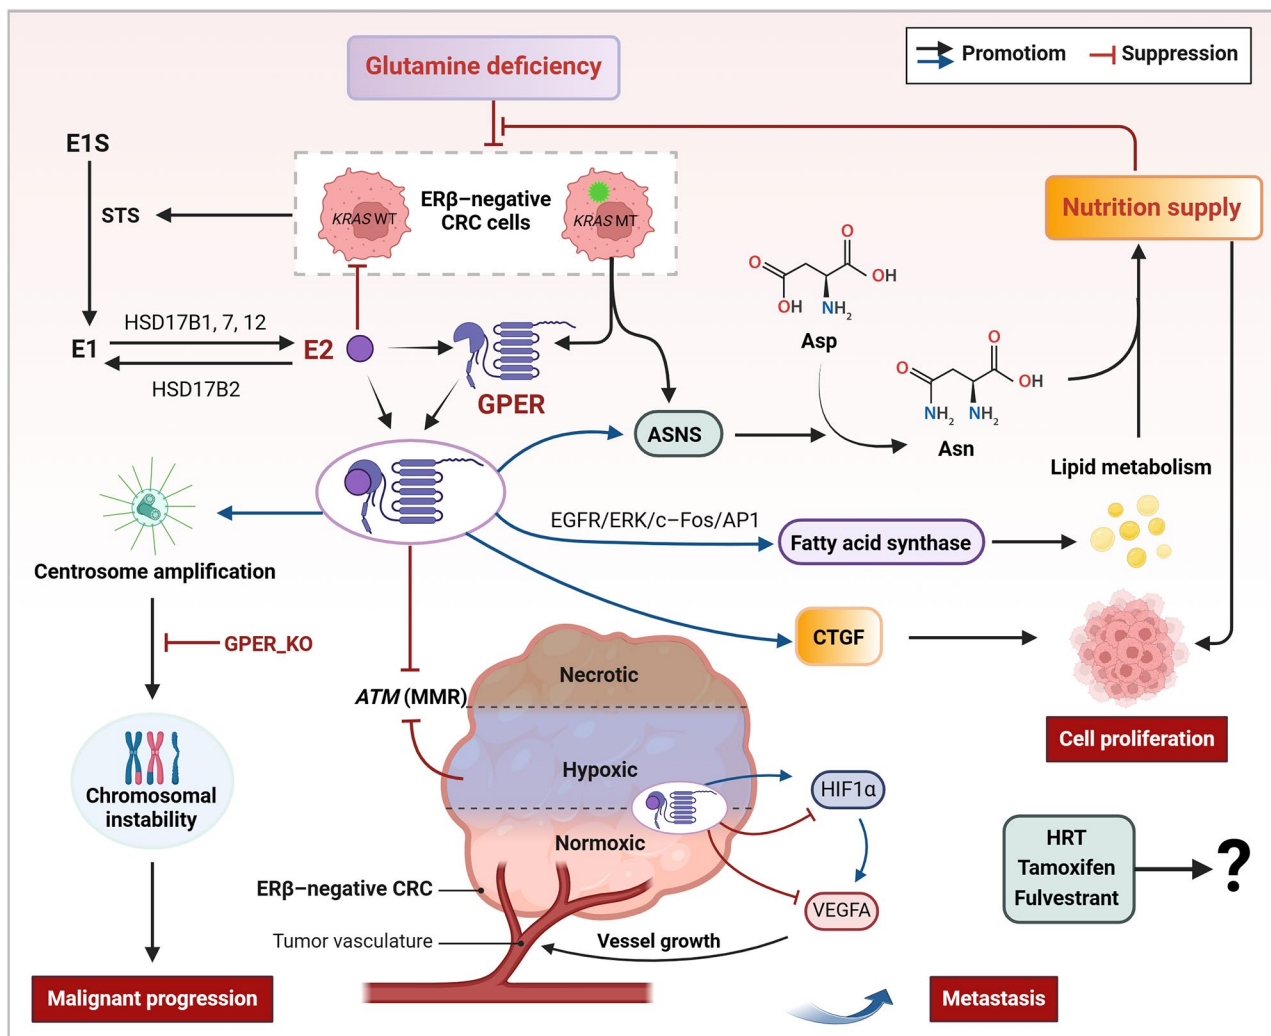 Glutamine deficiency
Promotiom
Suppression
E1S
STS
KRAS WT
ERβ–negative
CRC cells
KRAS MT
Nutrition supply
O
O
OH
OH
NH2
Asp
HSD17B1, 7, 12
E1
E2
HSD17B2
GPER
O
O
OH
NH2
NH2
Asn
ASNS
Lipid metabolism
EGFR/ERK/c–Fos/AP1
Fatty acid synthase
Centrosome amplification
GPER_KO
CTGF
Necrotic
ATM (MMR)
Cell proliferation
Hypoxic
HIF1α
Chromosomal
instability
Normoxic
HRT
Tamoxifen
Fulvestrant
?
ERβ–negative CRC
VEGFA
Tumor vasculature
Vessel growth
Malignant progression
Metastasis